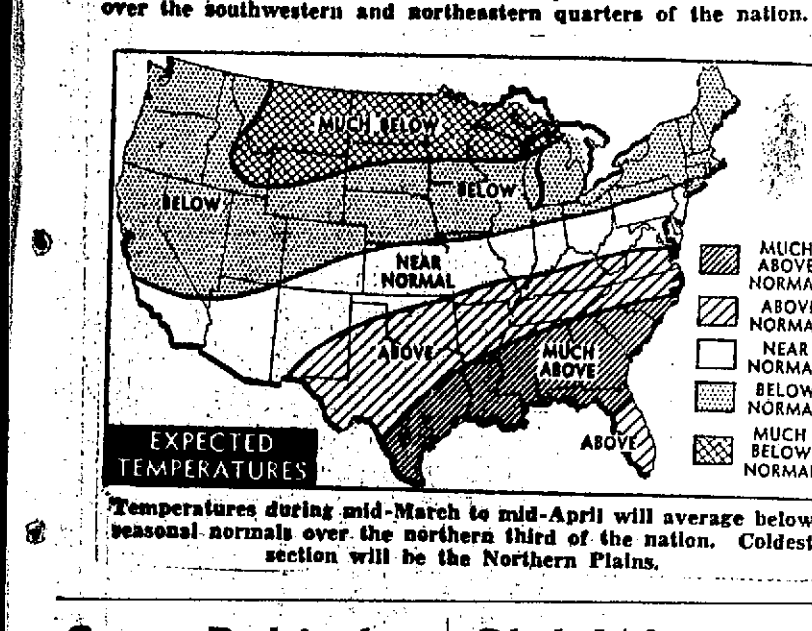 over the southwestern and northeastern quarters of the nation.
MUCH BELOW
BELOW
BELOW
NEAR
NORMAL
ABOVE
MUCH
ABOVE
ABOVE
MUCH
ABOVE
NORMA
ABOVE
NORMA
NEAR
NORMA
BELOW
NORMA
MUCH
BELOW
NORMAL
EXPECTED
TEMPERATURES
Temperatures during mid-March to mid-April will average below
seasonal normals over the northern third of the nation. Coldest
section will be the Northern Plains.